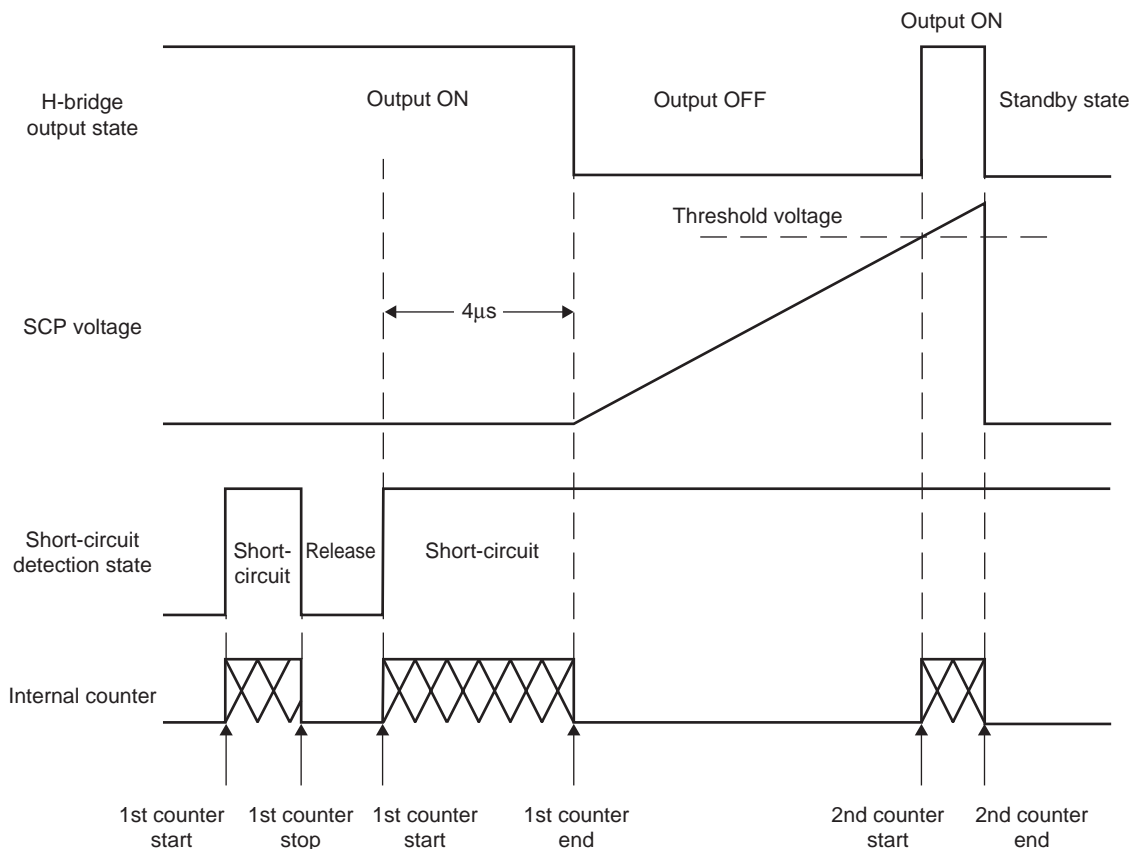 Output ON
H-bridge
output state
Output ON
Output OFF
Standby state
Threshold voltage
4μs
SCP voltage
Short-circuit
detection state
Short-
circuit
Release
Short-circuit
Internal counter
1st counter
start
1st counter
stop
1st counter
start
1st counter
end
2nd counter
start
2nd counter
end